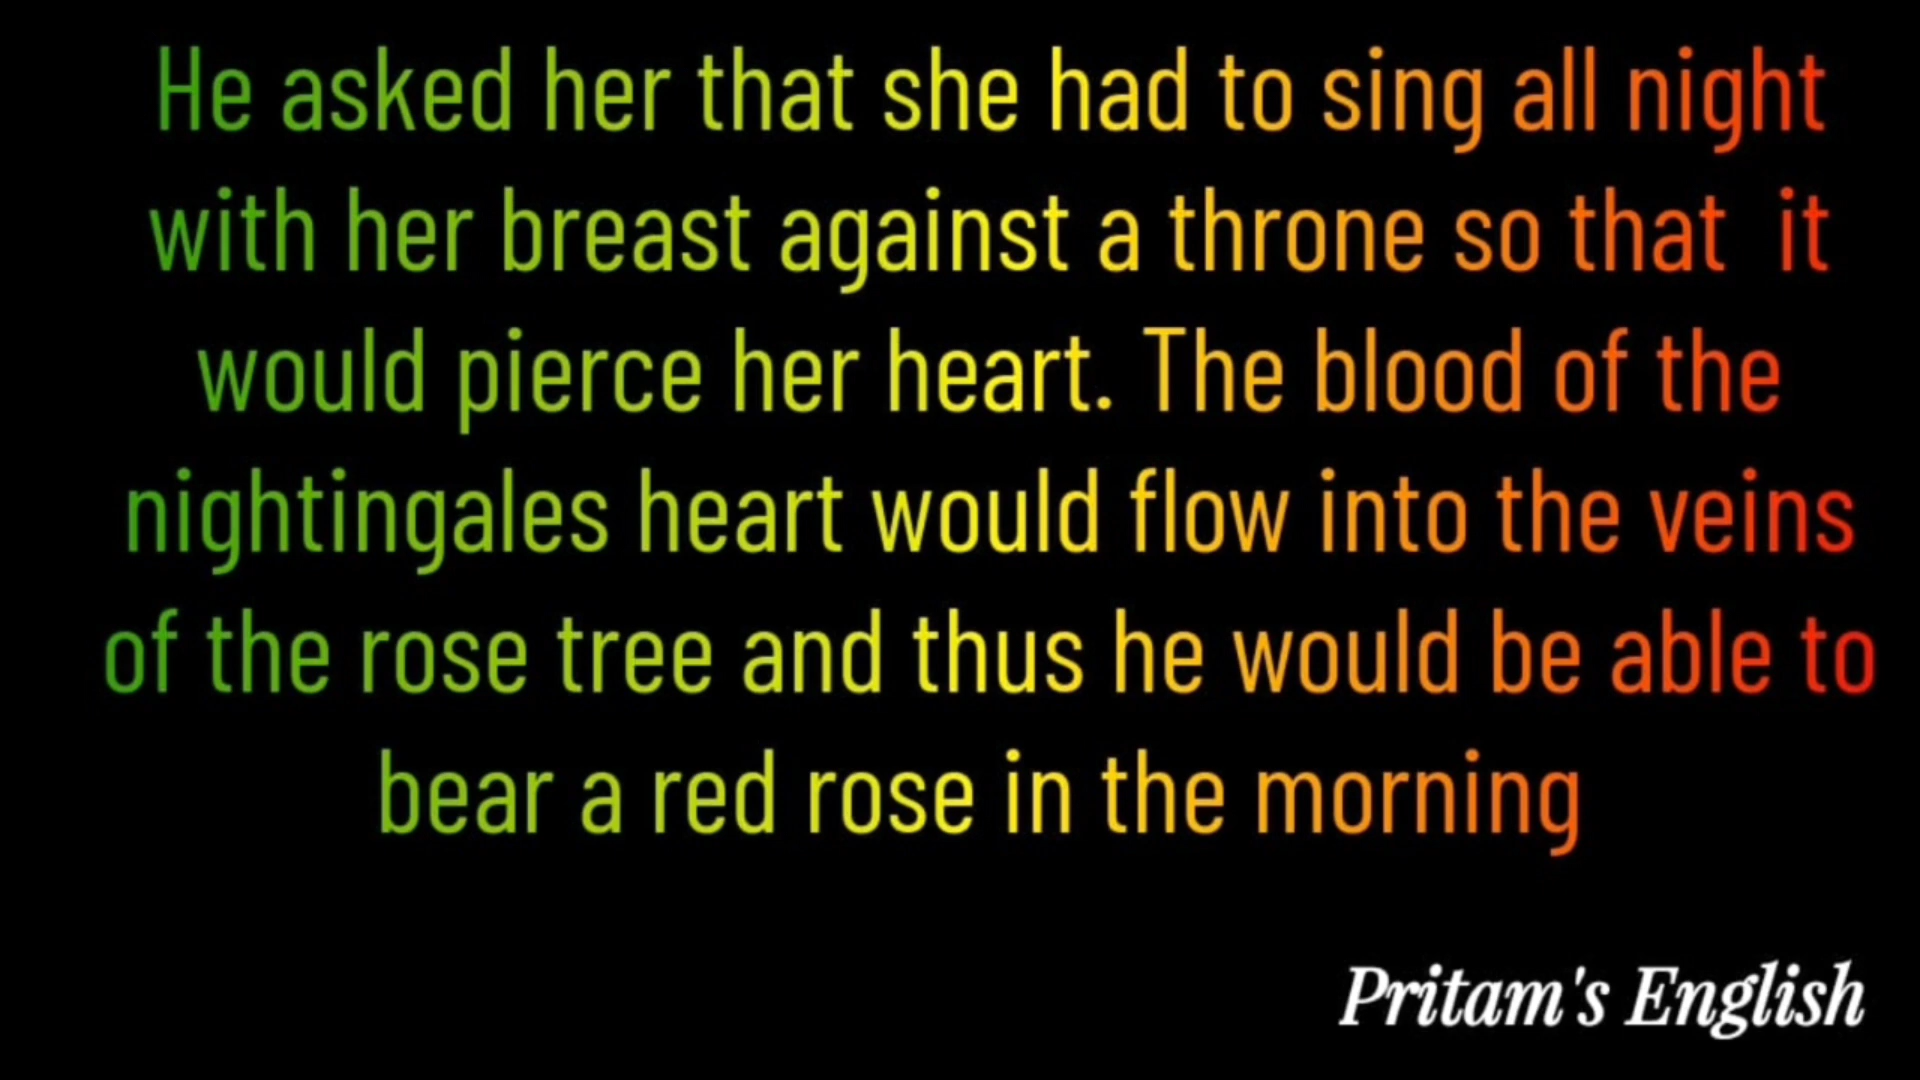 He asked her that she had to sing all night
with her breast against a throne so that it
would pierce her heart. The blood of the
nightingales heart would flow into the veins
of the rose tree and thus he would be able to
bear a red rose in the morning
Pritam's English